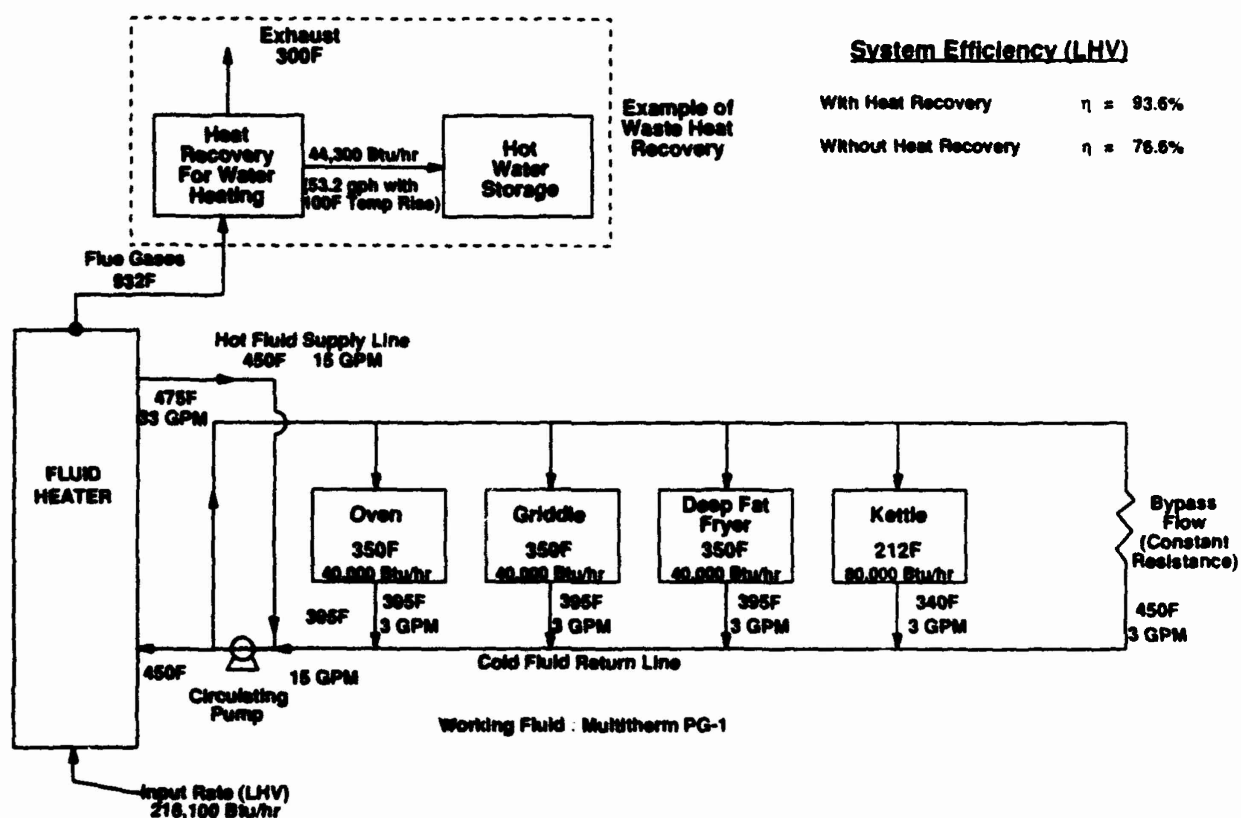 Exhaust
300F
System Efficiency (LHV)
With Heat Recovery η = 93.6%
Without Heat Recovery η = 76.6%
Example of
Waste Heat
Recovery
Heat
Recovery
For Water
Heating
44,300 Btu/hr
(53.2 gph with
100F Temp Rise)
Hot
Water
Storage
Flue Gases
932F
Hot Fluid Supply Line
450F 15 GPM
475F
33 GPM
FLUID
HEATER
Oven
350F
40,000 Btu/hr
Griddle
350F
40,000 Btu/hr
Deep Fat
Fryer
350F
40,000 Btu/hr
Kettle
212F
80,000 Btu/hr
Bypass
Flow
(Constant
Resistance)
395F
395F
3 GPM
395F
3 GPM
395F
3 GPM
340F
3 GPM
450F
3 GPM
450F
Circulating
Pump
15 GPM
Cold Fluid Return Line
Working Fluid : Multitherm PG-1
Input Rate (LHV)
216,100 Btu/hr